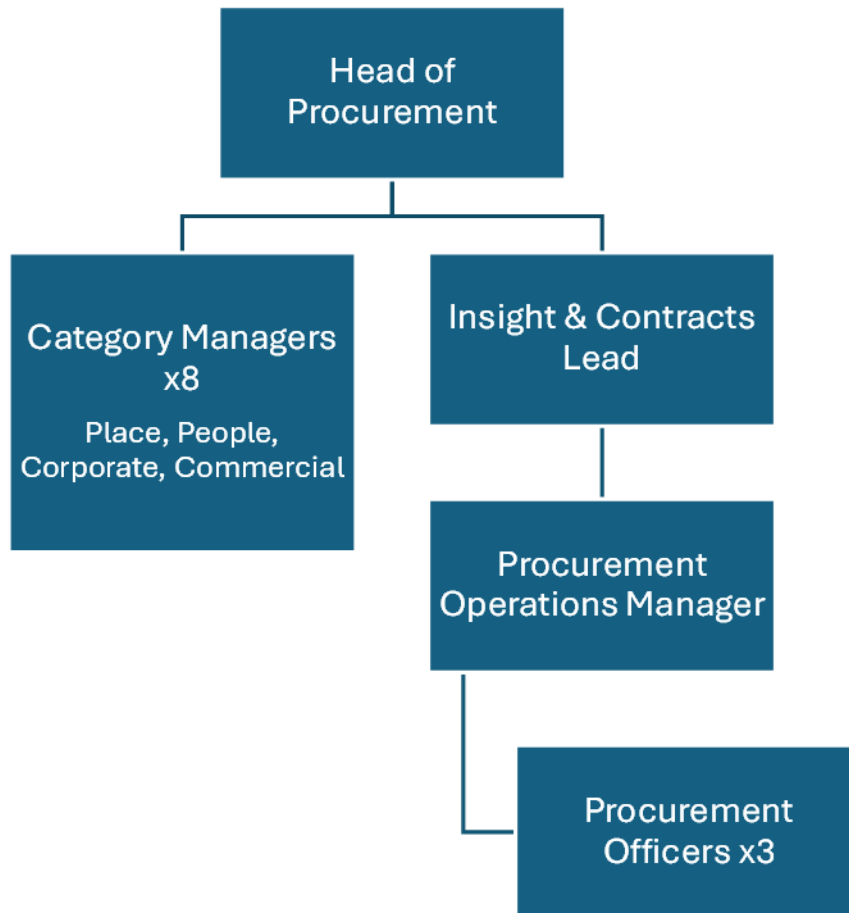 Head of
Procurement
Category Managers
x8
Place, People,
Corporate, Commercial
Insight & Contracts
Lead
Procurement
Operations Manager
Procurement
Officers x3